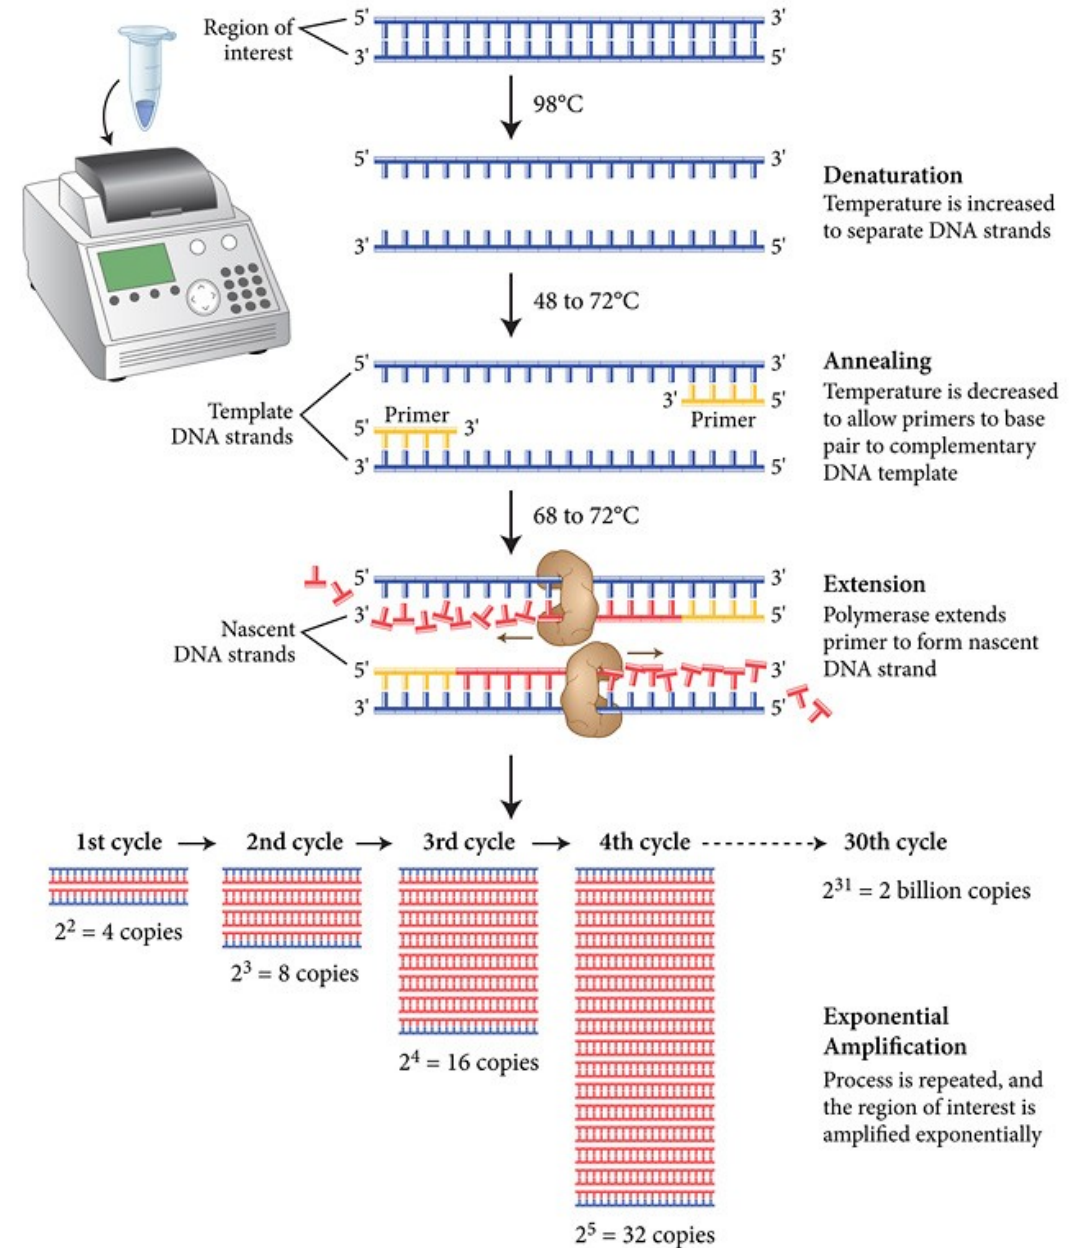 Region of
interest
5'
3'
3'
5'
98°C
5'
3'
3'
5'
Denaturation
Temperature is increased
to separate DNA strands
48 to 72°C
5'
3'
3'
5'
Primer
Template
DNA strands
Primer
5'
3'
3'
5'
Annealing
Temperature is decreased
to allow primers to base
pair to complementary
DNA template
68 to 72°C
5'
3'
3'
5'
Nascent
DNA strands
5'
3'
3'
5'
Extension
Polymerase extends
primer to form nascent
DNA strand
1st cycle
2nd cycle
3rd cycle
4th cycle
30th cycle
2² = 4 copies
2³ = 8 copies
2⁴ = 16 copies
2⁵ = 32 copies
2³¹ = 2 billion copies
Exponential
Amplification
Process is repeated, and
the region of interest is
amplified exponentially